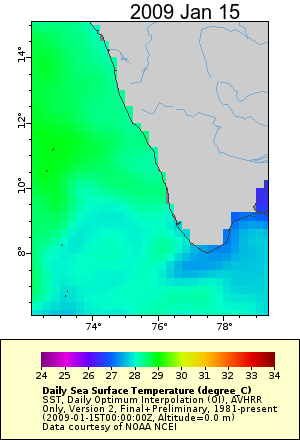 2009 Jan 15
14°
12°
10°
8°
74° 76° 78°
24 25 26 27 28 29 30 31 32 33 34
Daily Sea Surface Temperature (degree_C)
SST, Daily Optimum Interpolation (OI), AVHRR
Only, Version 2, Final+Preliminary, 1981-present
(2009-01-15T00:00:00Z, Altitude=0.0 m)
Data courtesy of NOAA NCEI